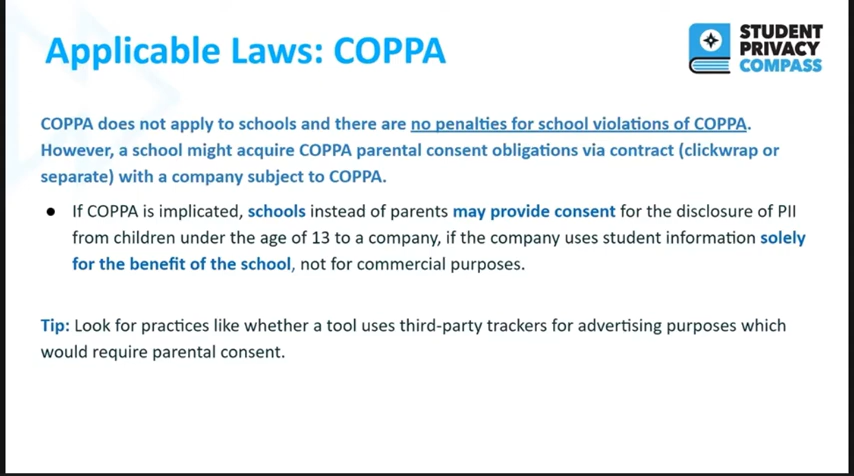 Applicable Laws: COPPA
STUDENT
PRIVACY
COMPASS
COPPA does not apply to schools and there are no penalties for school violations of COPPA.
However, a school might acquire COPPA parental consent obligations via contract (clickwrap or
separate) with a company subject to COPPA.
● If COPPA is implicated, schools instead of parents may provide consent for the disclosure of PII
from children under the age of 13 to a company, if the company uses student information solely
for the benefit of the school, not for commercial purposes.
Tip: Look for practices like whether a tool uses third-party trackers for advertising purposes which
would require parental consent.